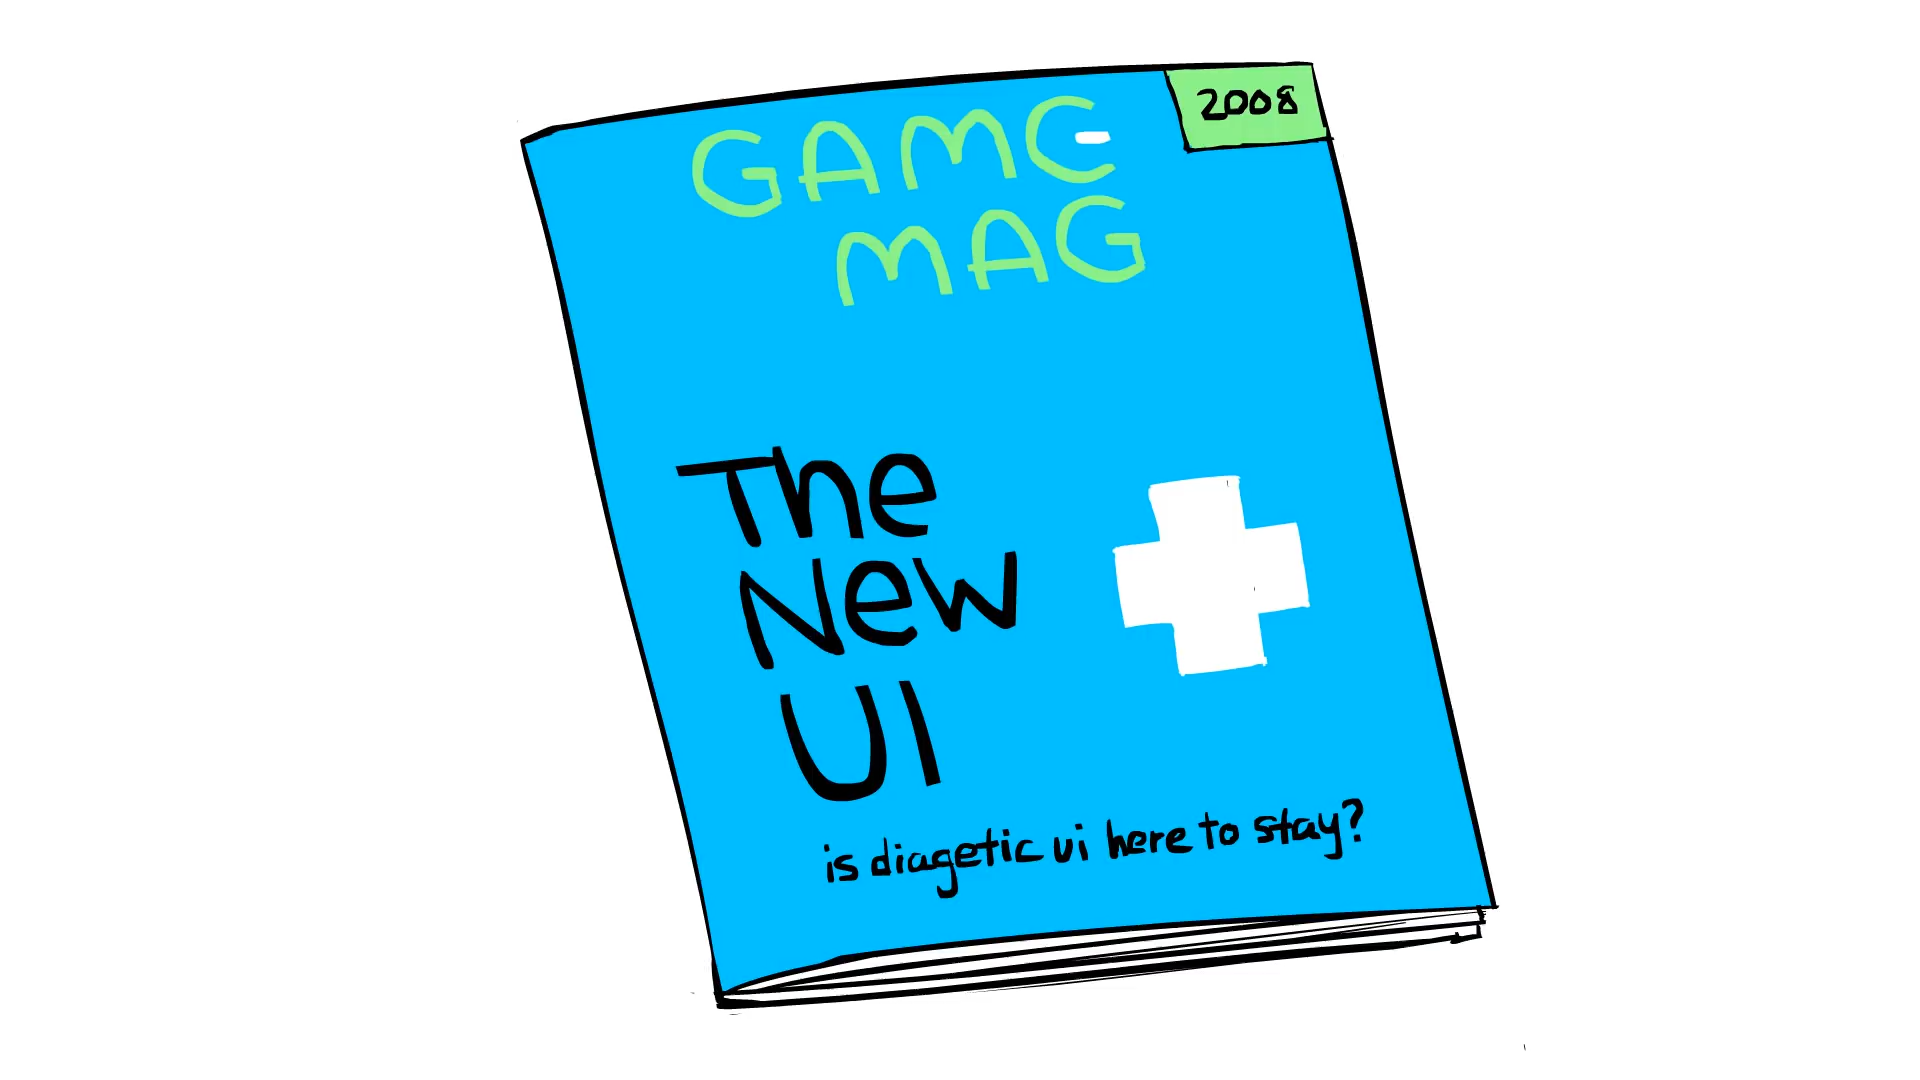 2008
GAME
MAG
The
New
UI
is diagetic ui here to stay?